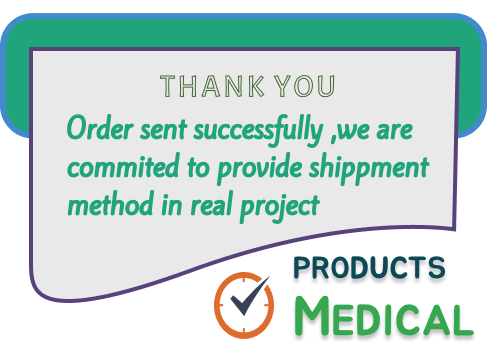 THANK YOU
Order sent successfully ,we are
commited to provide shippment
method in real project
PRODUCTS
MEDICAL